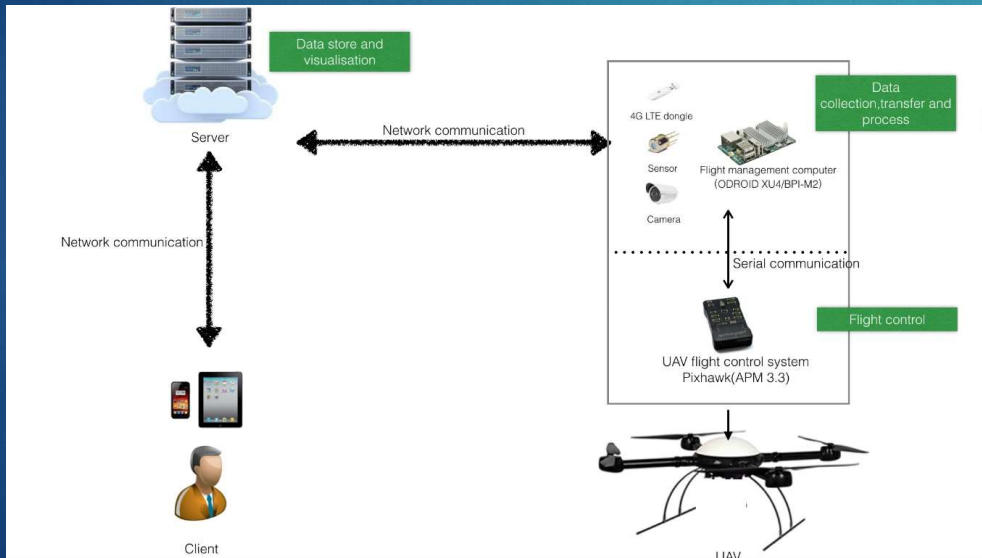 Data store and
visualisation
Server
Network communication
4G LTE dongle
Sensor
Camera
Flight management computer
(ODROID XU4/BPI-M2)
Data
collection,transfer and
process
Network communication
Serial communication
Flight control
UAV flight control system
Pixhawk(APM 3.3)
Client
UAV